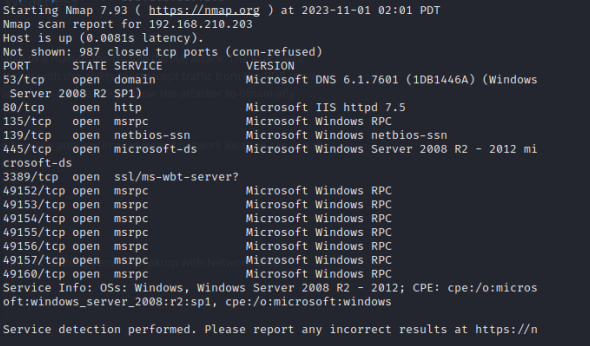 Starting Nmap 7.93 ( https://nmap.org ) at 2023-11-01 02:01 PDT
Nmap scan report for 192.168.210.203
Host is up (0.0081s latency).
Not shown: 987 closed tcp ports (conn-refused)
PORT      STATE SERVICE            VERSION
53/tcp    open  domain             Microsoft DNS 6.1.7601 (1DB1446A) (Windows
 Server 2008 R2 SP1)
80/tcp    open  http               Microsoft IIS httpd 7.5
135/tcp   open  msrpc              Microsoft Windows RPC
139/tcp   open  netbios-ssn        Microsoft Windows netbios-ssn
445/tcp   open  microsoft-ds       Microsoft Windows Server 2008 R2 - 2012 mi
crosoft-ds
3389/tcp  open  ssl/ms-wbt-server?
49152/tcp open  msrpc              Microsoft Windows RPC
49153/tcp open  msrpc              Microsoft Windows RPC
49154/tcp open  msrpc              Microsoft Windows RPC
49155/tcp open  msrpc              Microsoft Windows RPC
49156/tcp open  msrpc              Microsoft Windows RPC
49157/tcp open  msrpc              Microsoft Windows RPC
49160/tcp open  msrpc              Microsoft Windows RPC
Service Info: OSs: Windows, Windows Server 2008 R2 - 2012; CPE: cpe:/o:micros
oft:windows_server_2008:r2:sp1, cpe:/o:microsoft:windows

Service detection performed. Please report any incorrect results at https://n